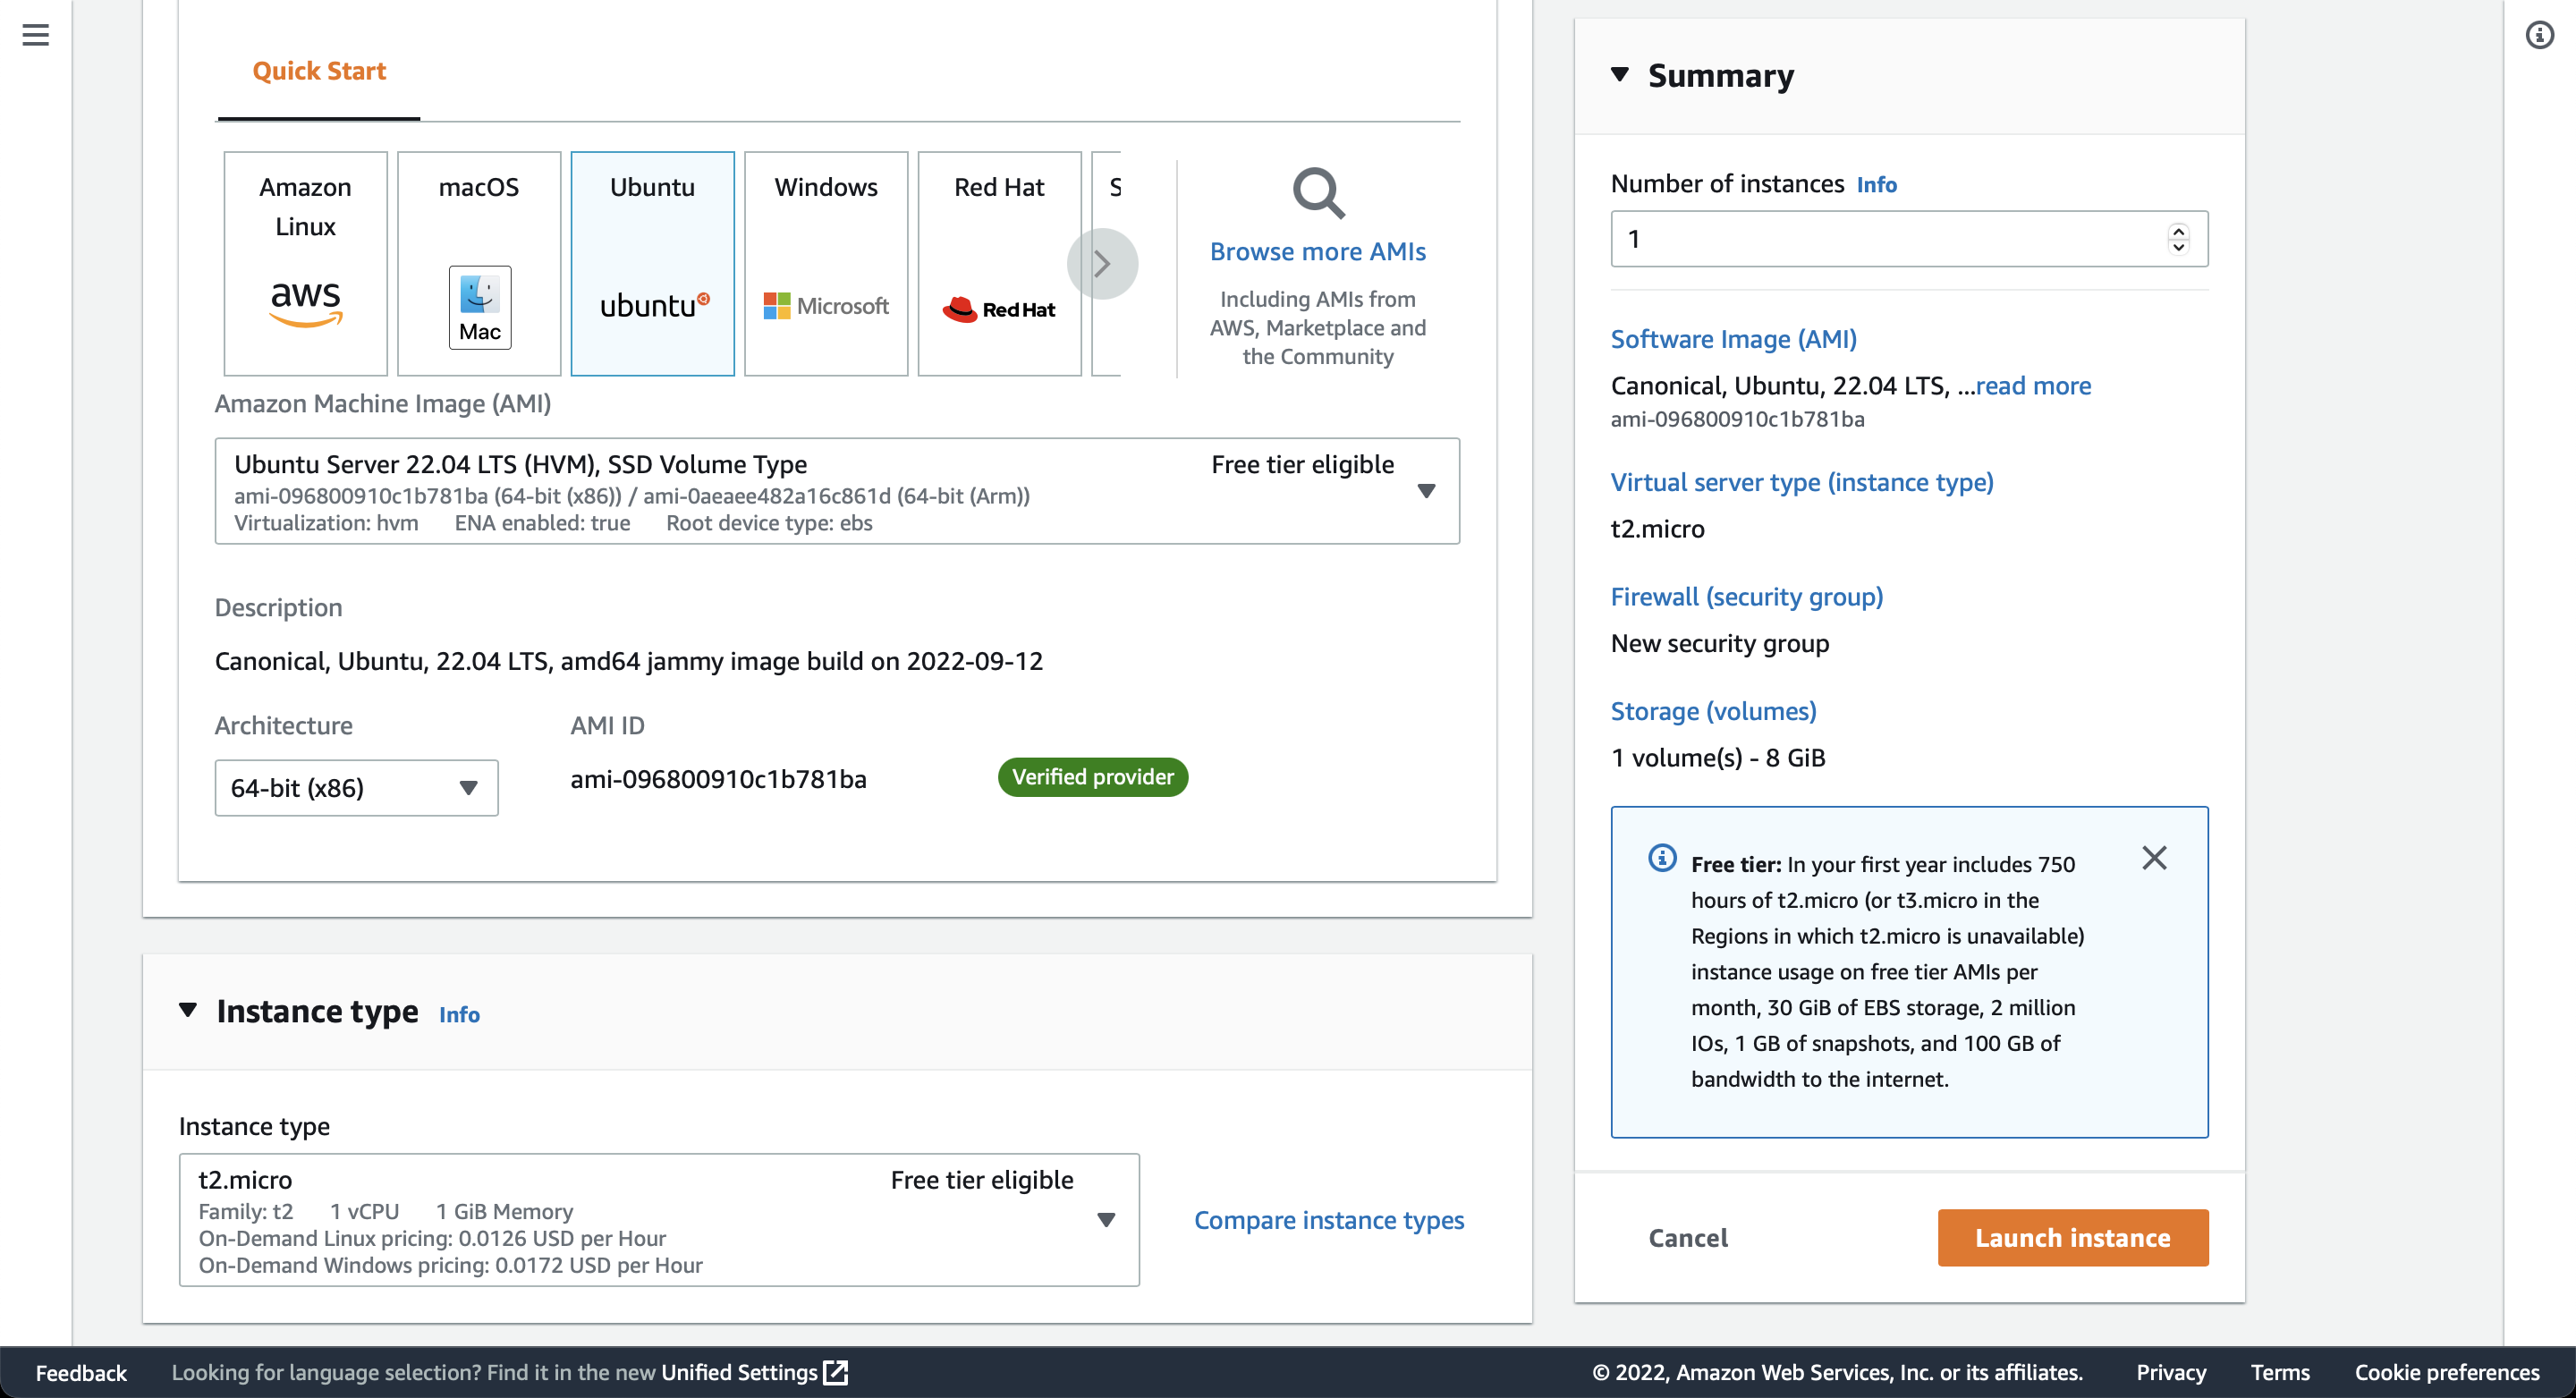 Quick Start
Amazon
Linux
aws
macOS
Mac
Ubuntu
ubuntu
Windows
Microsoft
Red Hat
Red Hat
S
Browse more AMIs
Including AMIs from
AWS, Marketplace and
the Community
Amazon Machine Image (AMI)
Ubuntu Server 22.04 LTS (HVM), SSD Volume Type
Free tier eligible
ami-096800910c1b781ba (64-bit (x86)) / ami-0aeaee482a16c861d (64-bit (Arm))
Virtualization: hvm ENA enabled: true Root device type: ebs
Description
Canonical, Ubuntu, 22.04 LTS, amd64 jammy image build on 2022-09-12
Architecture
AMI ID
64-bit (x86)
ami-096800910c1b781ba
Verified provider
Instance type Info
Instance type
t2.micro
Free tier eligible
Family: t2 1 vCPU 1 GiB Memory
On-Demand Linux pricing: 0.0126 USD per Hour
On-Demand Windows pricing: 0.0172 USD per Hour
Compare instance types
Summary
Number of instances Info
1
Software Image (AMI)
Canonical, Ubuntu, 22.04 LTS, ...read more
ami-096800910c1b781ba
Virtual server type (instance type)
t2.micro
Firewall (security group)
New security group
Storage (volumes)
1 volume(s) - 8 GiB
Free tier: In your first year includes 750
hours of t2.micro (or t3.micro in the
Regions in which t2.micro is unavailable)
instance usage on free tier AMIs per
month, 30 GiB of EBS storage, 2 million
IOs, 1 GB of snapshots, and 100 GB of
bandwidth to the internet.
Cancel
Launch instance
Feedback
Looking for language selection? Find it in the new Unified Settings
© 2022, Amazon Web Services, Inc. or its affiliates.
Privacy
Terms
Cookie preferences